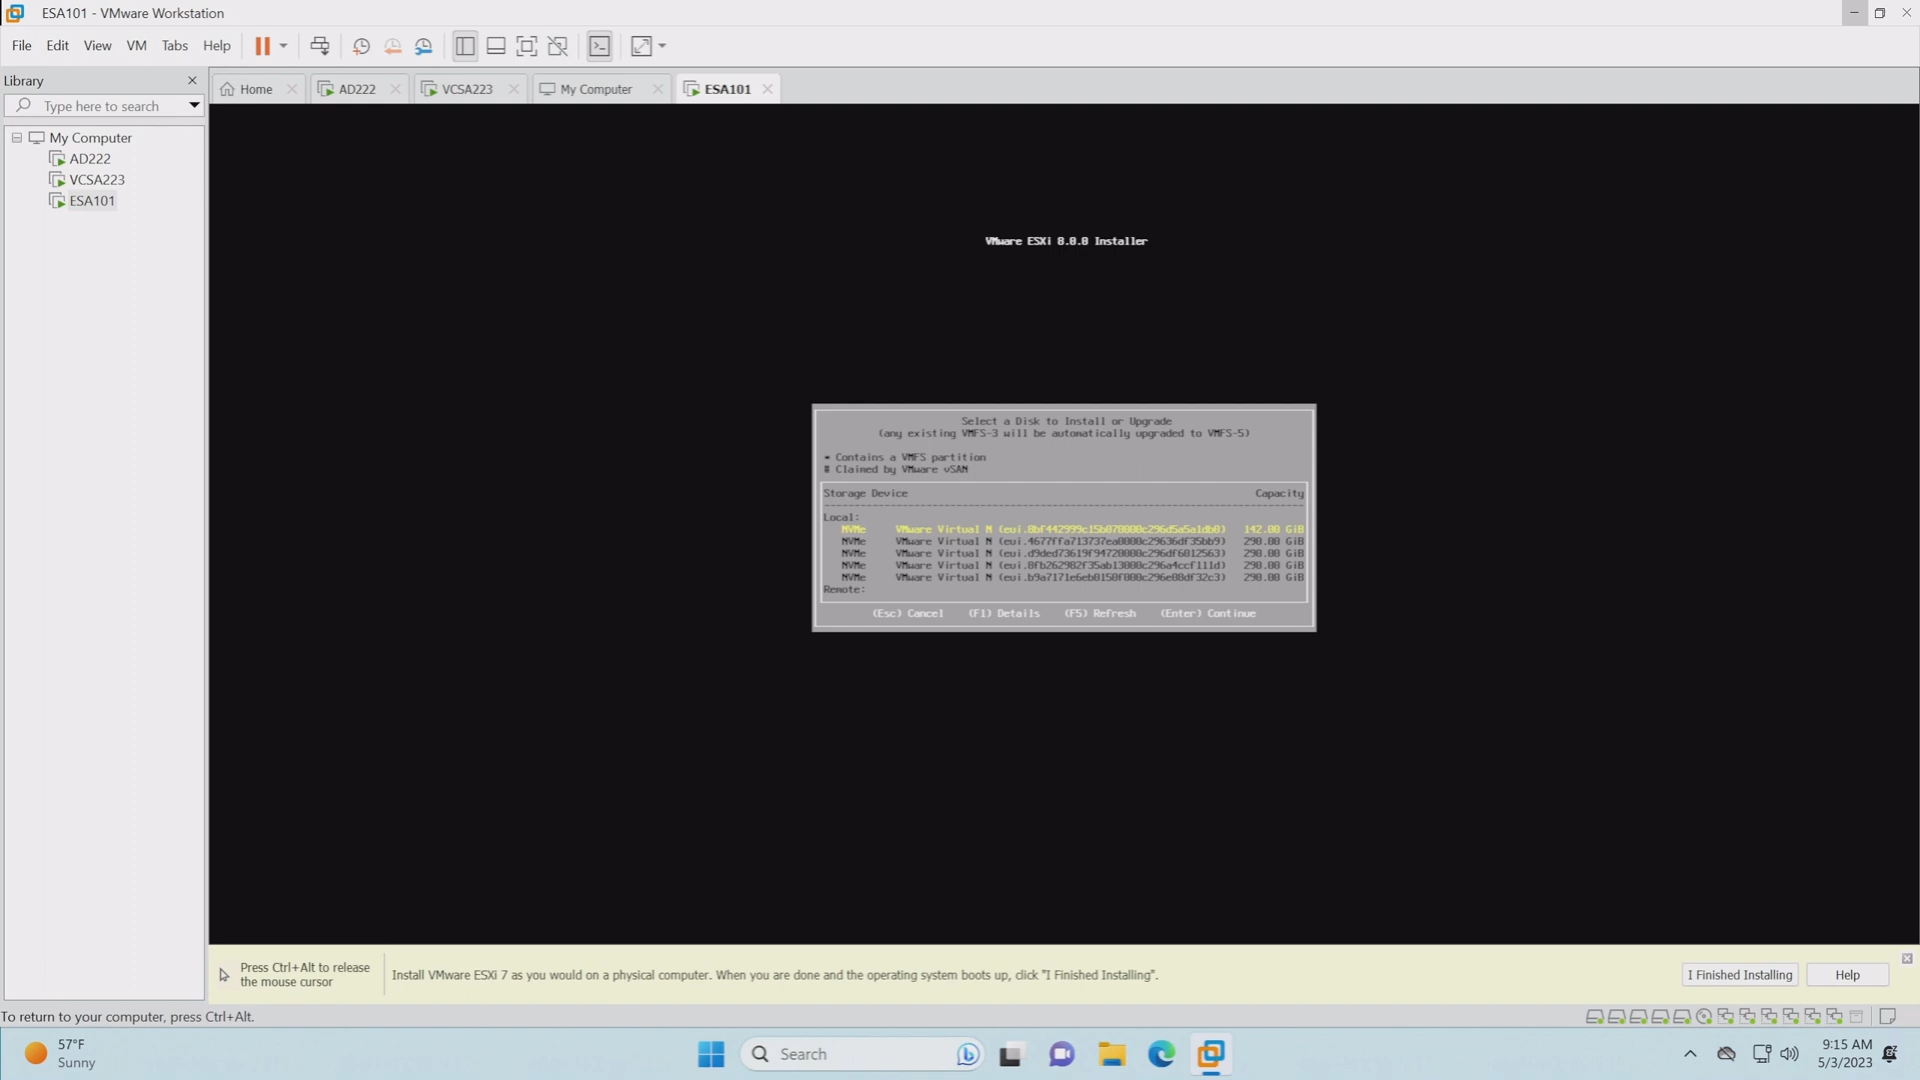 ESA101 - VMware Workstation
File Edit View VM Tabs Help
Library
Type here to search
My Computer
AD222
VCSA223
ESA101
Home AD222 VCSA223 My Computer ESA101
VMware ESXi 8.0.0 Installer
Select a Disk to Install or Upgrade
(any existing VMFS-3 will be automatically upgraded to VMFS-5)
* Contains a VMFS partition
# Claimed by VMware vSAN
Storage Device Capacity
Local:
NVMe VMware Virtual N 142.00 GiB
NVMe VMware Virtual N 290.00 GiB
NVMe VMware Virtual N 290.00 GiB
NVMe VMware Virtual N 290.00 GiB
NVMe VMware Virtual N 290.00 GiB
Remote:
(Esc) Cancel (F1) Details (F5) Refresh (Enter) Continue
Press Ctrl+Alt to release
the mouse cursor
Install VMware ESXi 7 as you would on a physical computer. When you are done and the operating system boots up, click "I Finished Installing".
I Finished Installing Help
To return to your computer, press Ctrl+Alt.
57°F
Sunny
Search
9:15 AM
5/3/2023